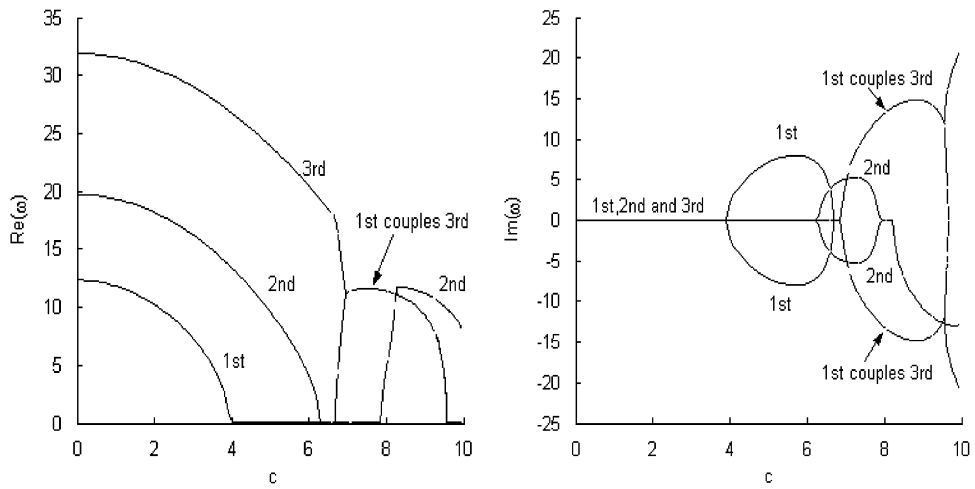 35
30
25
20
15
10
5
0
Re(ω)
0 2 4 6 8 10
c
3rd
1st couples 3rd
2nd
2nd
1st
25
20
15
10
5
0
-5
-10
-15
-20
-25
Im(ω)
0 2 4 6 8 10
c
1st couples 3rd
1st
2nd
1st,2nd and 3rd
2nd
1st
1st couples 3rd